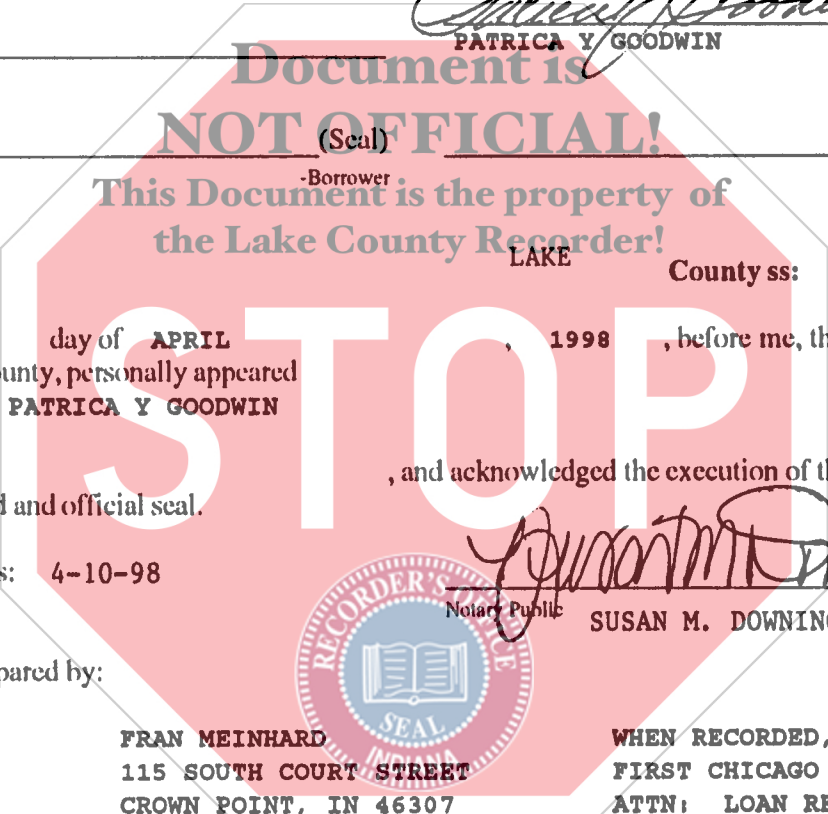 PATRICA Y GOODWIN
Document is
NOT OFFICIAL!
(Seal)
-Borrower
This Document is the property of
the Lake County Recorder!
LAKE County ss:
STOP
day of APRIL , 1998 , before me, th
unty, personally appeared
PATRICA Y GOODWIN
, and acknowledged the execution of th
d and official seal.
s: 4-10-98
Notary Public SUSAN M. DOWNING
RECORDER'S OFFICE
SEAL
INDIANA
pared by:
FRAN MEINHARD WHEN RECORDED,
115 SOUTH COURT STREET FIRST CHICAGO
CROWN POINT, IN 46307 ATTN: LOAN RE